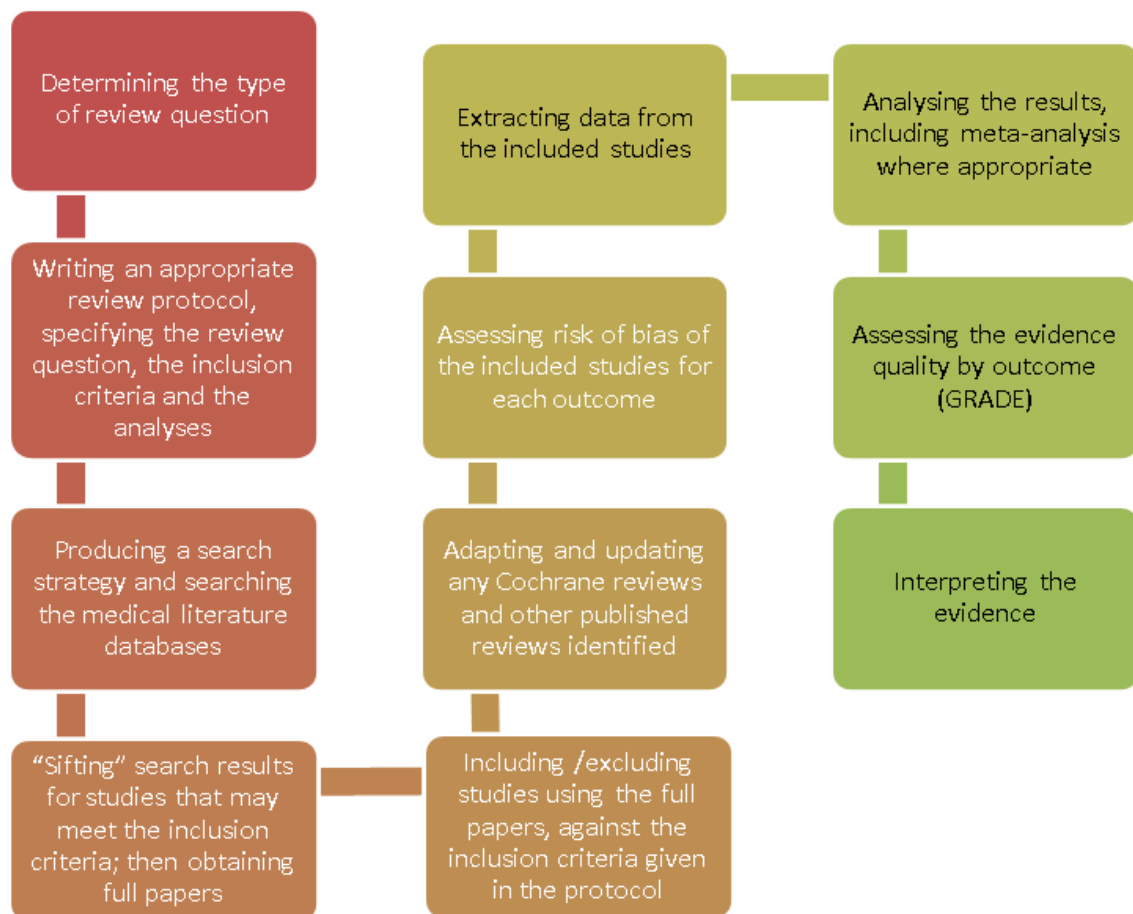 Determining the type
of review question
Writing an appropriate
review protocol,
specifying the review
question, the inclusion
criteria and the
analyses
Producing a search
strategy and searching
the medical literature
databases
“Sifting” search results
for studies that may
meet the inclusion
criteria; then obtaining
full papers
Including /excluding
studies using the full
papers, against the
inclusion criteria given
in the protocol
Adapting and updating
any Cochrane reviews
and other published
reviews identified
Assessing risk of bias of
the included studies for
each outcome
Extracting data from
the included studies
Analysing the results,
including meta-analysis
where appropriate
Assessing the evidence
quality by outcome
(GRADE)
Interpreting the
evidence